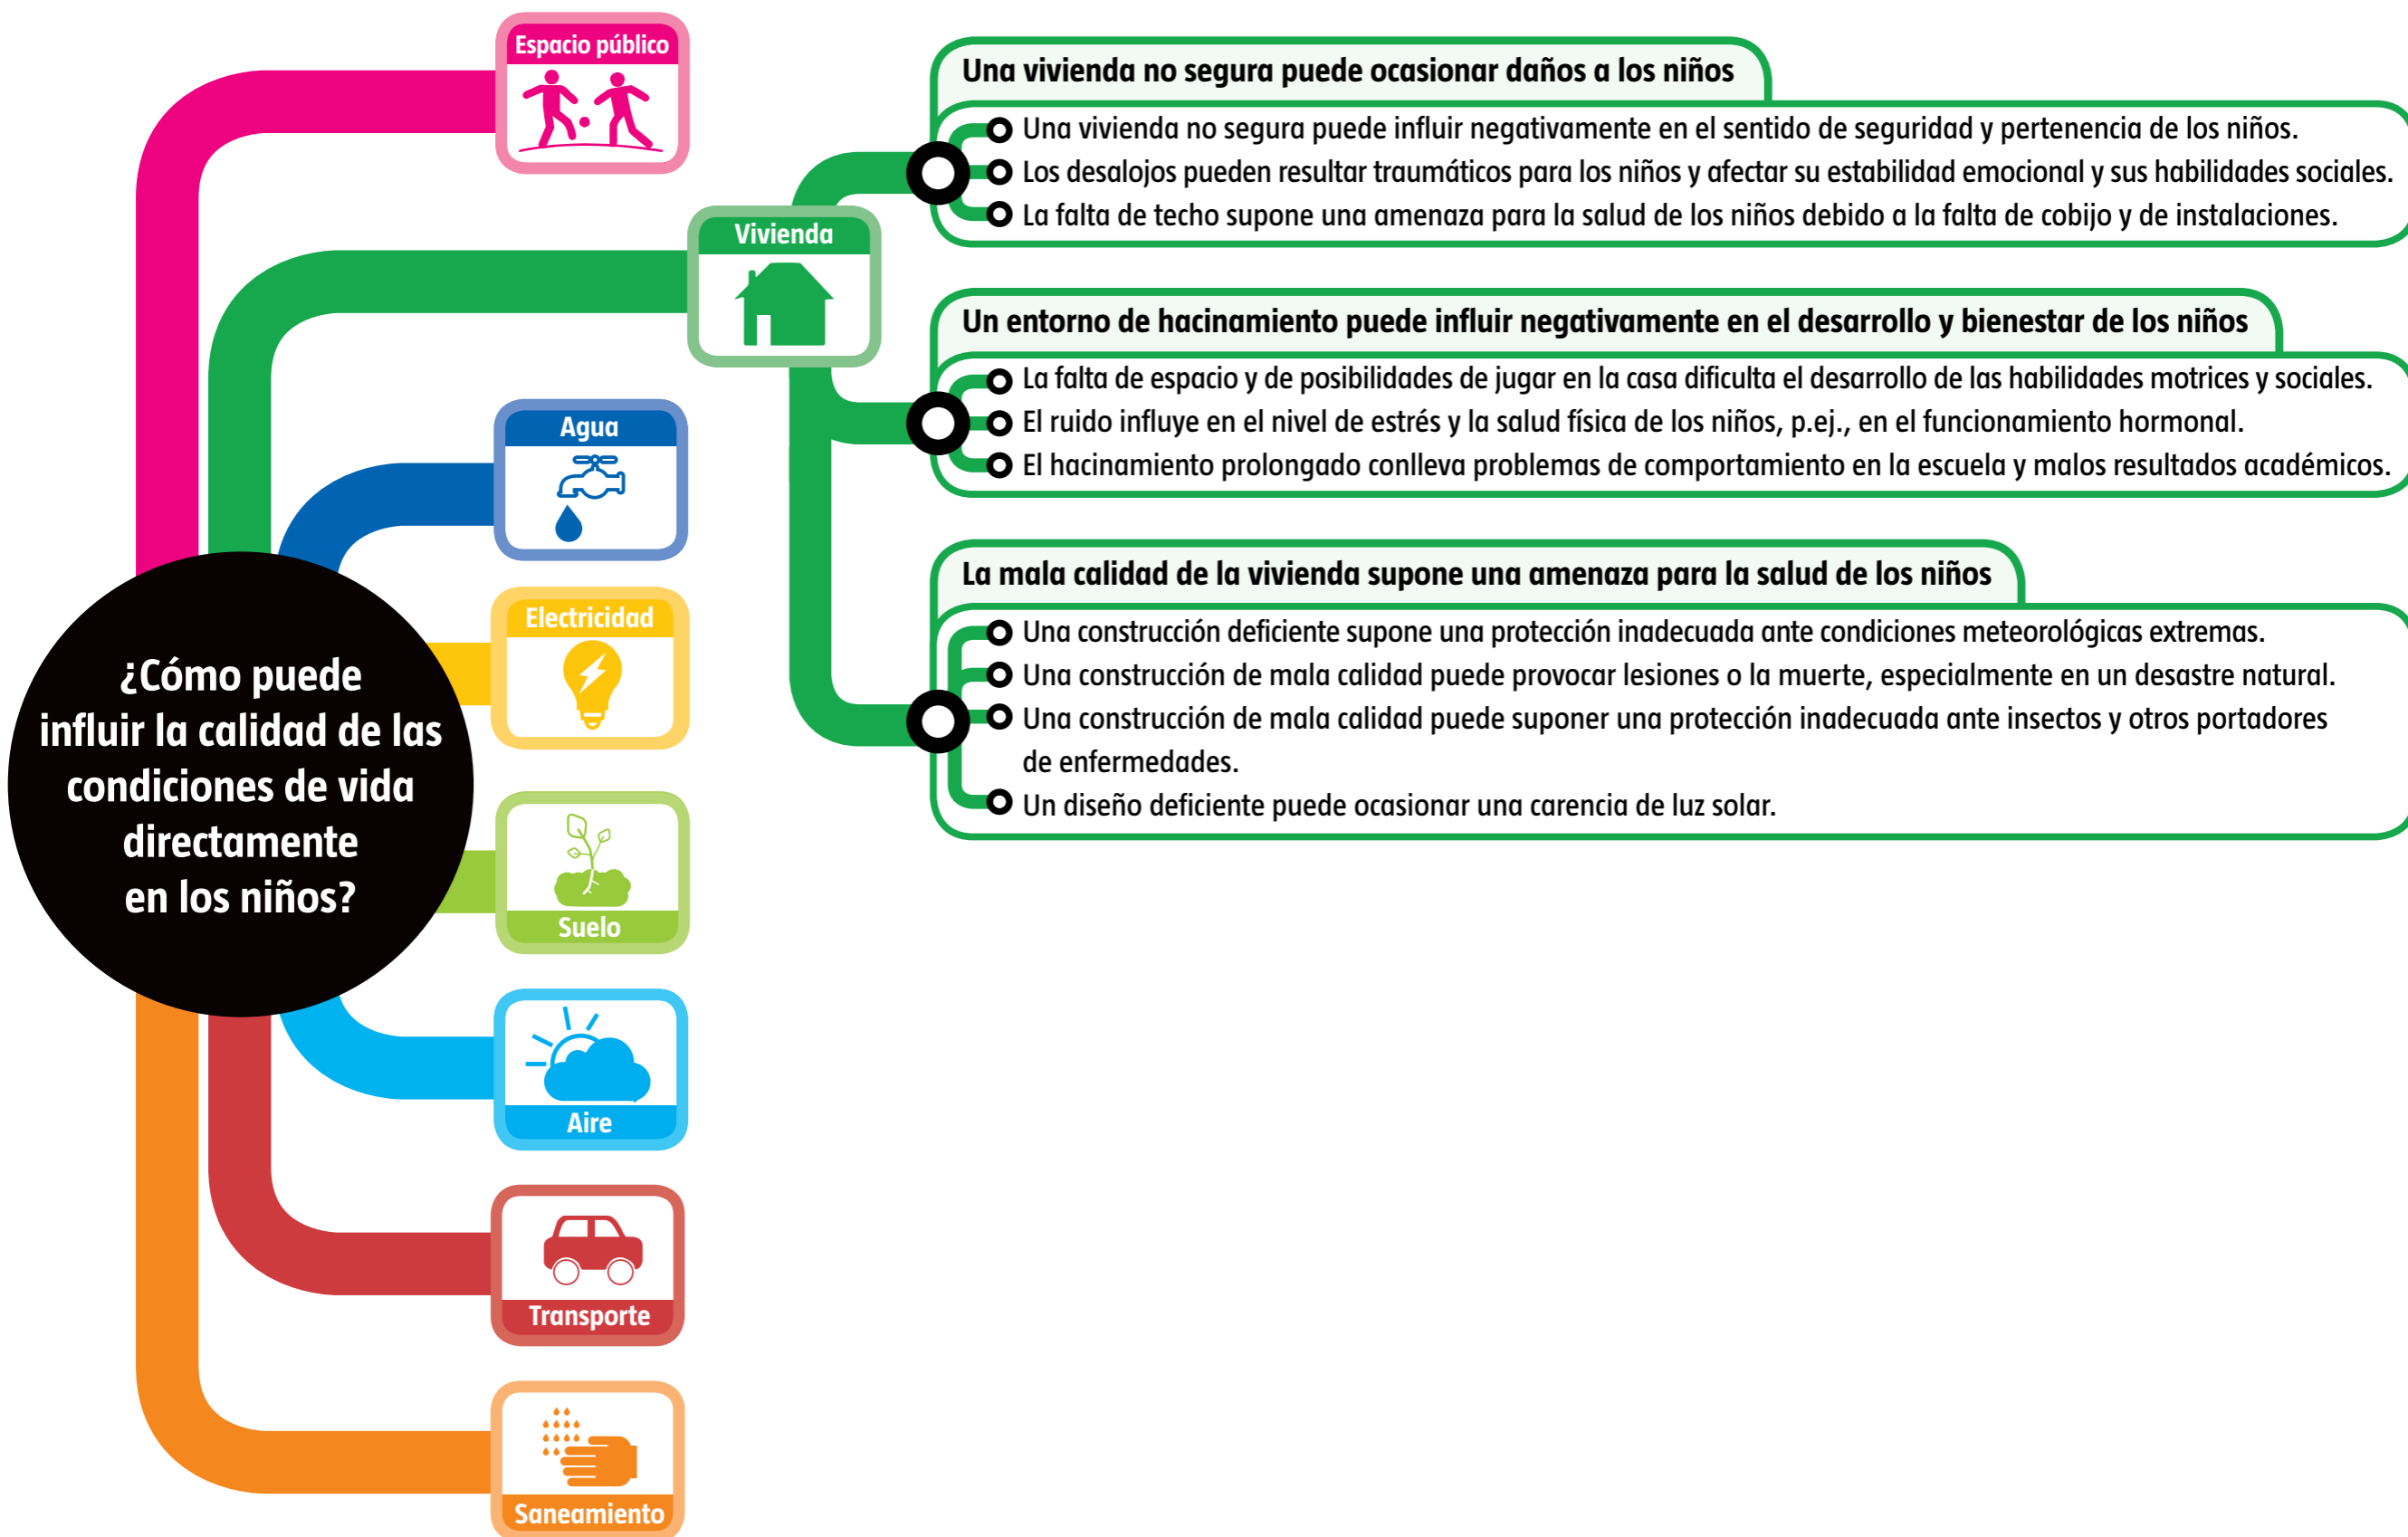 Espacio público
Vivienda
Una vivienda no segura puede ocasionar daños a los niños
Una vivienda no segura puede influir negativamente en el sentido de seguridad y pertenencia de los niños.
Los desalojos pueden resultar traumáticos para los niños y afectar su estabilidad emocional y sus habilidades sociales.
La falta de techo supone una amenaza para la salud de los niños debido a la falta de cobijo y de instalaciones.
Un entorno de hacinamiento puede influir negativamente en el desarrollo y bienestar de los niños
La falta de espacio y de posibilidades de jugar en la casa dificulta el desarrollo de las habilidades motrices y sociales.
El ruido influye en el nivel de estrés y la salud física de los niños, p.ej., en el funcionamiento hormonal.
El hacinamiento prolongado conlleva problemas de comportamiento en la escuela y malos resultados académicos.
La mala calidad de la vivienda supone una amenaza para la salud de los niños
Una construcción deficiente supone una protección inadecuada ante condiciones meteorológicas extremas.
Una construcción de mala calidad puede provocar lesiones o la muerte, especialmente en un desastre natural.
Una construcción de mala calidad puede suponer una protección inadecuada ante insectos y otros portadores
de enfermedades.
Un diseño deficiente puede ocasionar una carencia de luz solar.
Agua
Electricidad
¿Cómo puede
influir la calidad de las
condiciones de vida
directamente
en los niños?
Suelo
Aire
Transporte
Saneamiento